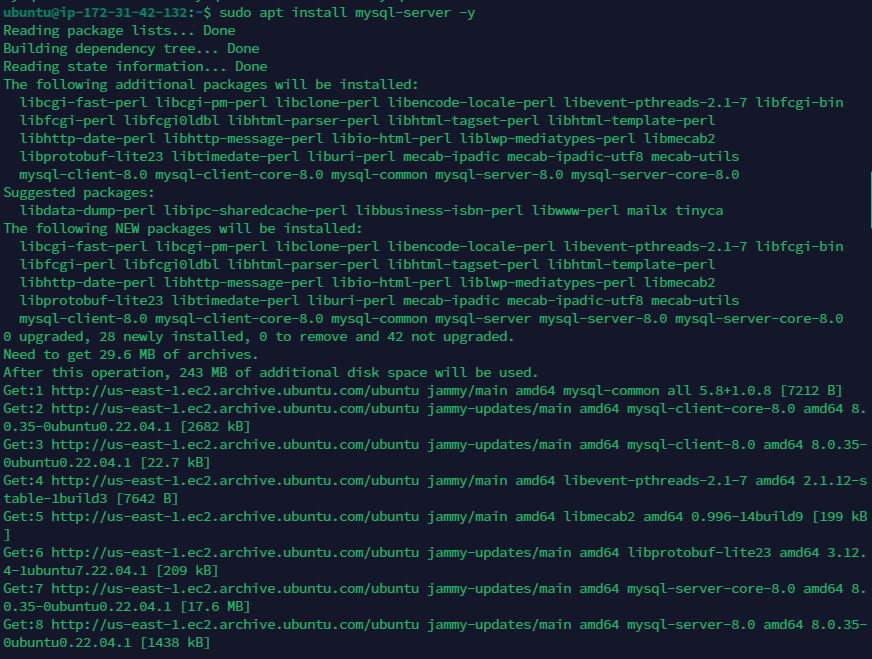 ubuntu@ip-172-31-42-132:~$ sudo apt install mysql-server -y
Reading package lists... Done
Building dependency tree... Done
Reading state information... Done
The following additional packages will be installed:
  libcgi-fast-perl libcgi-pm-perl libclone-perl libencode-locale-perl libevent-pthreads-2.1-7 libfcgi-bin
  libfcgi-perl libfcgi0ldbl libhtml-parser-perl libhtml-tagset-perl libhtml-template-perl
  libhttp-date-perl libhttp-message-perl libio-html-perl liblwp-mediatypes-perl libmecab2
  libprotobuf-lite23 libtimedate-perl liburi-perl mecab-ipadic mecab-ipadic-utf8 mecab-utils
  mysql-client-8.0 mysql-client-core-8.0 mysql-common mysql-server-8.0 mysql-server-core-8.0
Suggested packages:
  libdata-dump-perl libipc-sharedcache-perl libbusiness-isbn-perl libwww-perl mailx tinyca
The following NEW packages will be installed:
  libcgi-fast-perl libcgi-pm-perl libclone-perl libencode-locale-perl libevent-pthreads-2.1-7 libfcgi-bin
  libfcgi-perl libfcgi0ldbl libhtml-parser-perl libhtml-tagset-perl libhtml-template-perl
  libhttp-date-perl libhttp-message-perl libio-html-perl liblwp-mediatypes-perl libmecab2
  libprotobuf-lite23 libtimedate-perl liburi-perl mecab-ipadic mecab-ipadic-utf8 mecab-utils
  mysql-client-8.0 mysql-client-core-8.0 mysql-common mysql-server mysql-server-8.0 mysql-server-core-8.0
0 upgraded, 28 newly installed, 0 to remove and 42 not upgraded.
Need to get 29.6 MB of archives.
After this operation, 243 MB of additional disk space will be used.
Get:1 http://us-east-1.ec2.archive.ubuntu.com/ubuntu jammy/main amd64 mysql-common all 5.8+1.0.8 [7212 B]
Get:2 http://us-east-1.ec2.archive.ubuntu.com/ubuntu jammy-updates/main amd64 mysql-client-core-8.0 amd64 8.
0.35-0ubuntu0.22.04.1 [2682 kB]
Get:3 http://us-east-1.ec2.archive.ubuntu.com/ubuntu jammy-updates/main amd64 mysql-client-8.0 amd64 8.0.35-
0ubuntu0.22.04.1 [22.7 kB]
Get:4 http://us-east-1.ec2.archive.ubuntu.com/ubuntu jammy/main amd64 libevent-pthreads-2.1-7 amd64 2.1.12-s
table-1build3 [7642 B]
Get:5 http://us-east-1.ec2.archive.ubuntu.com/ubuntu jammy/main amd64 libmecab2 amd64 0.996-14build9 [199 kB
]
Get:6 http://us-east-1.ec2.archive.ubuntu.com/ubuntu jammy-updates/main amd64 libprotobuf-lite23 amd64 3.12.
4-1ubuntu7.22.04.1 [209 kB]
Get:7 http://us-east-1.ec2.archive.ubuntu.com/ubuntu jammy-updates/main amd64 mysql-server-core-8.0 amd64 8.
0.35-0ubuntu0.22.04.1 [17.6 MB]
Get:8 http://us-east-1.ec2.archive.ubuntu.com/ubuntu jammy-updates/main amd64 mysql-server-8.0 amd64 8.0.35-
0ubuntu0.22.04.1 [1438 kB]